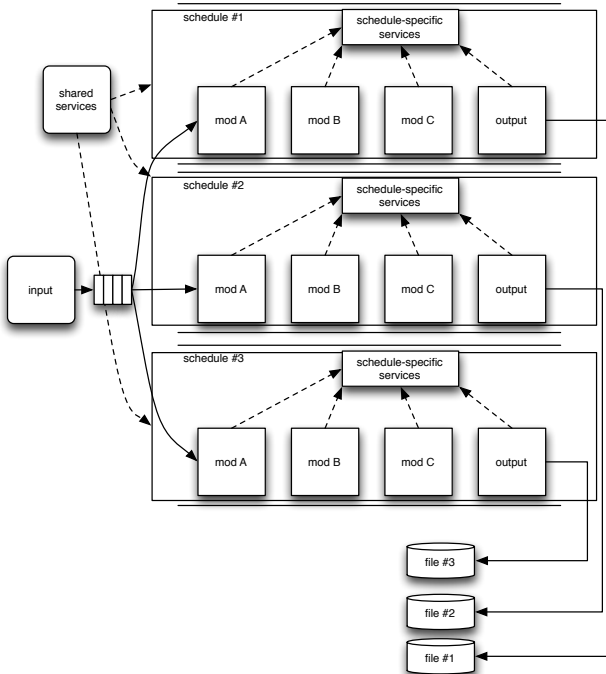 schedule #1
schedule-specific
services
shared
services
mod A
mod B
mod C
output
schedule #2
schedule-specific
services
input
mod A
mod B
mod C
output
schedule #3
schedule-specific
services
mod A
mod B
mod C
output
file #3
file #2
file #1